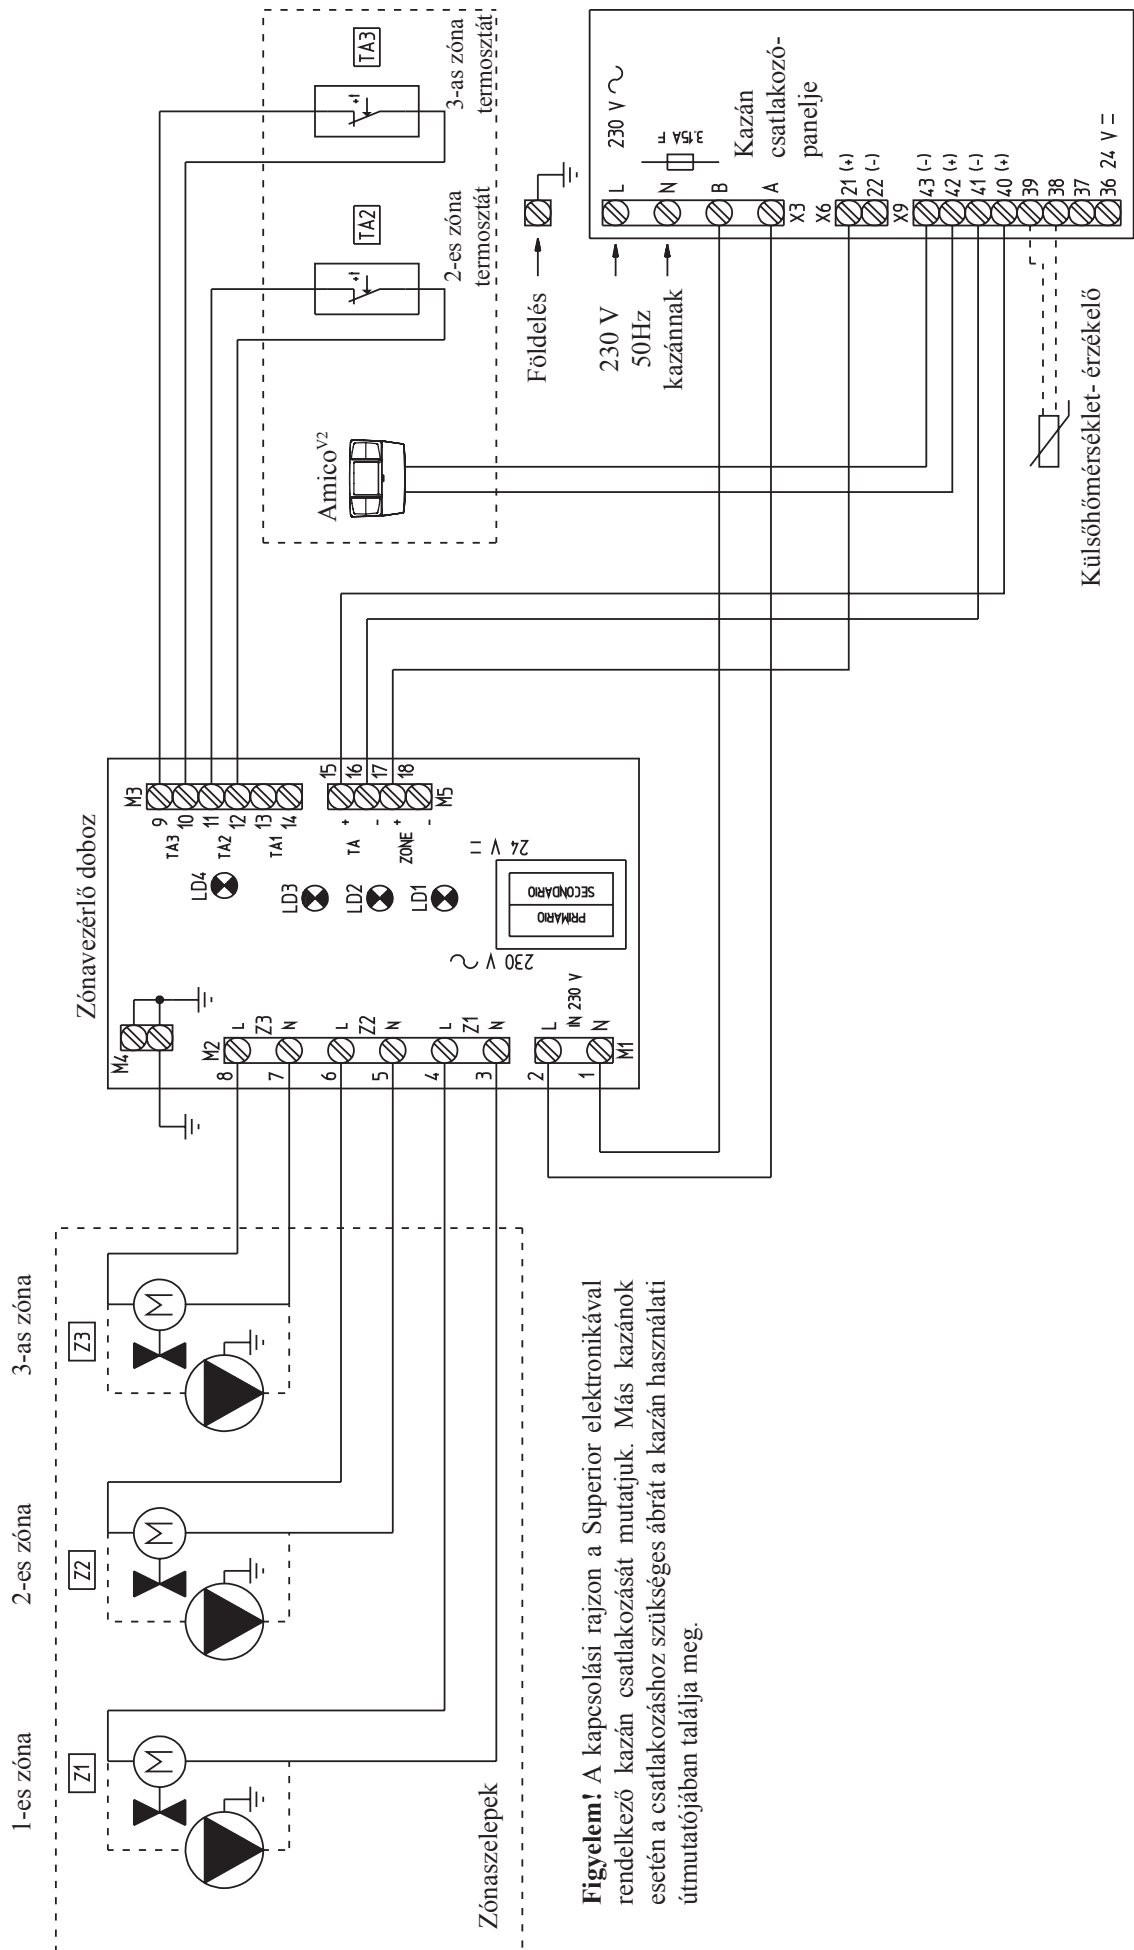 1-es zóna
2-es zóna
3-as zóna
Z1
Z2
Z3
M
M
M
Zónaszelepek
Figyelem! A kapcsolási rajzon a Superior elektronikával
rendelkező kazán csatlakozását mutatjuk. Más kazánok
esetén a csatlakozáshoz szükséges ábrát a kazán használati
útmutatójában találja meg.
Zónavezérlő doboz
M4
M2
8 L
Z3
7 N
6 L
Z2
5 N
4 L
Z1
3 N
2 L
IN 230 V
1 N
M1
LD4
LD3
LD2
LD1
230 V
PRIMARIO
SECONDARIO
24 V
M3
9
TA3
10
11
TA2
12
13
TA1
14
15 +
TA
16 -
17 +
ZONE
18 -
M5
Amico V2
TA2
2-es zóna
termosztát
TA3
3-as zóna
termosztát
Földelés
230 V
50Hz
kazánnak
Külsőhőmérséklet- érzékelő
L
230 V
N
3.15A F
B
A
X3
Kazán
csatlakozó-
panelje
X6
21 (+)
22 (-)
X9
43 (-)
42 (+)
41 (-)
40 (+)
39
38
37
36 24 V